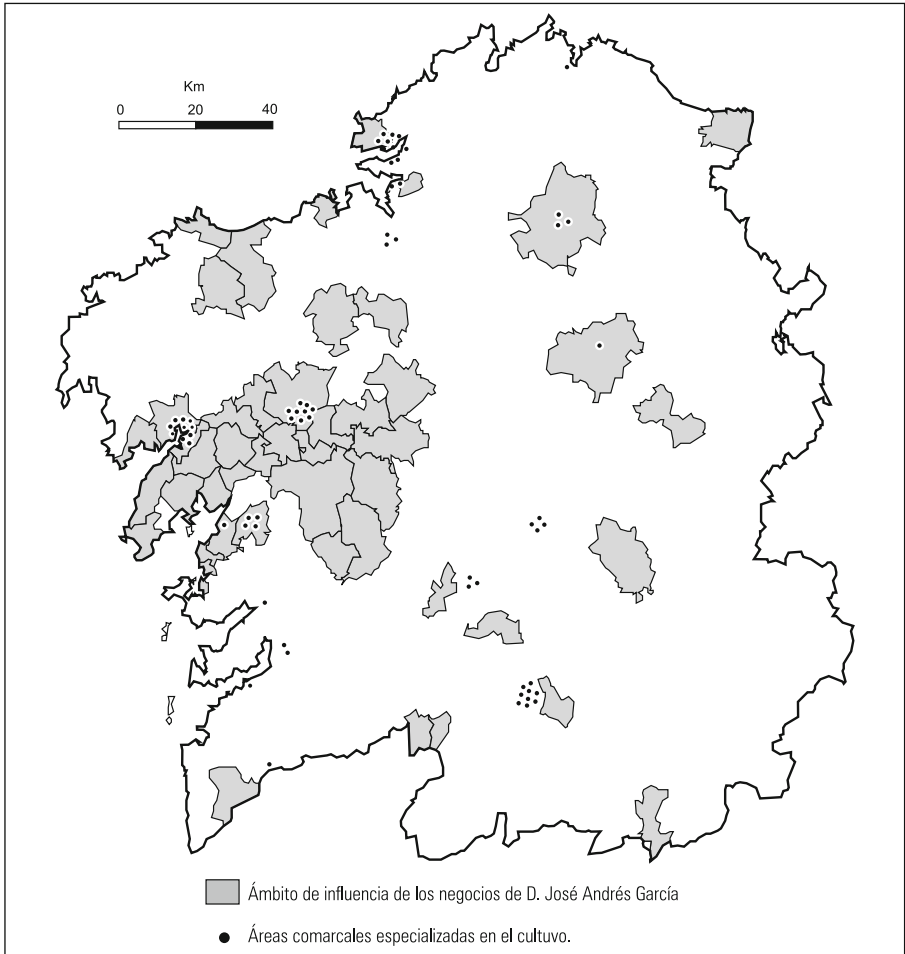 Km
0 20 40
Ámbito de influencia de los negocios de D. José Andrés García
Áreas comarcales especializadas en el cultuvo.